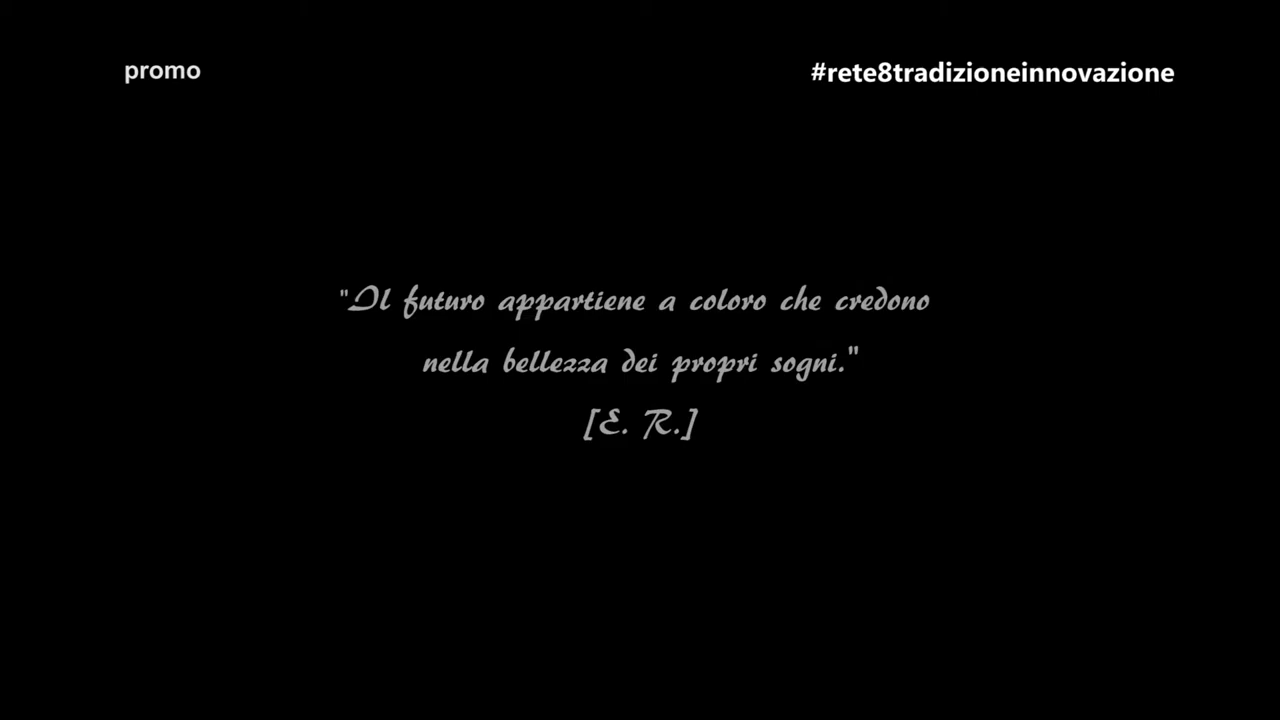 promo
#rete8tradizioneinnovazione
"Il futuro appartiene a coloro che credono
nella bellezza dei propri sogni."
[E. R.]